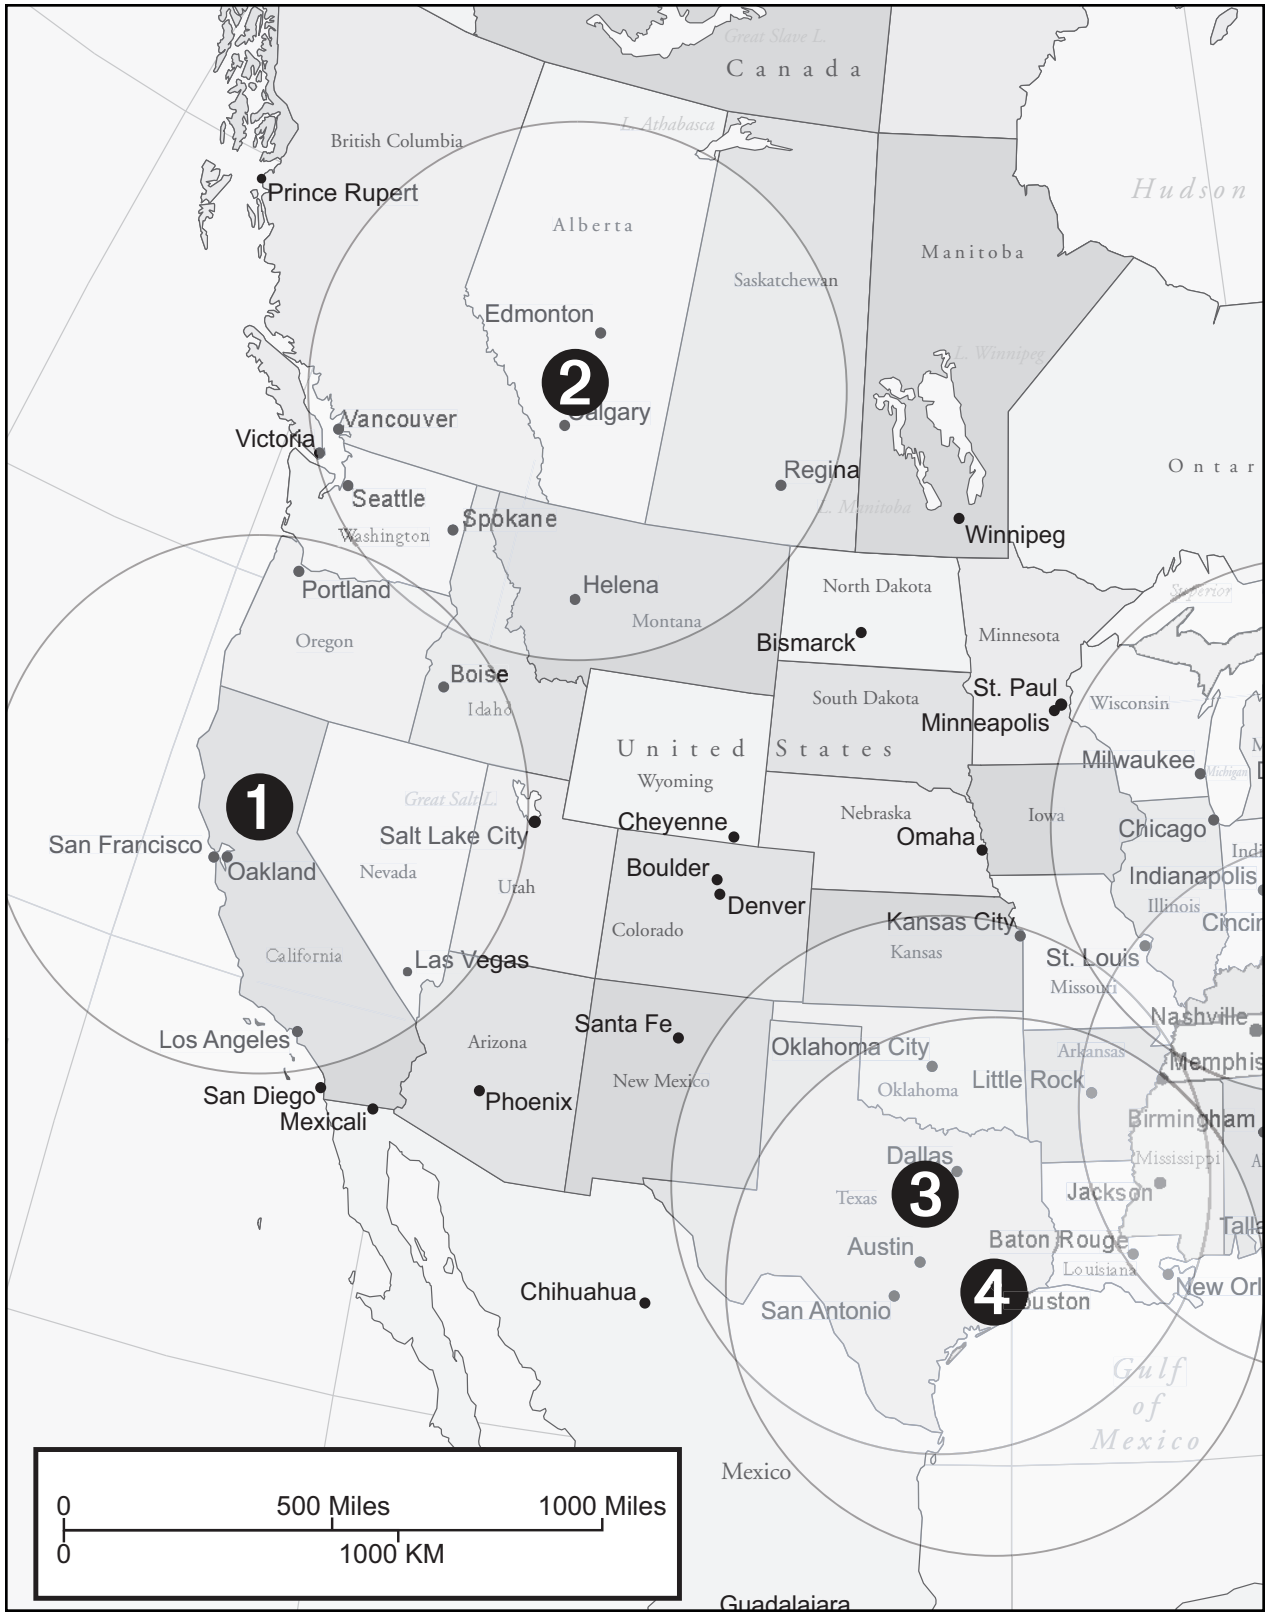 Great Slave L.
Canada
L. Athabasca
British Columbia
Prince Rupert
Hudson
Alberta
Manitoba
Saskatchewan
Edmonton
L. Winnipeg
2
Calgary
Vancouver
Victoria
Ontar
Regina
Seattle
L. Manitoba
Spokane
Washington
Winnipeg
Portland
Helena
North Dakota
Superior
Montana
Oregon
Bismarck
Minnesota
Boise
St. Paul
Idaho
South Dakota
Wisconsin
Minneapolis
United States
M
Milwaukee
Michigan
Wyoming
Great Salt L.
1
Nebraska
Iowa
Cheyenne
Chicago
Salt Lake City
Omaha
San Francisco
Indi
Boulder
Oakland
Nevada
Indianapolis
Utah
Denver
Illinois
Kansas City
Cincin
Colorado
Kansas
California
Las Vegas
St. Louis
Missouri
Nashville
Santa Fe
Los Angeles
Arizona
Oklahoma City
Arkansas
Memphis
New Mexico
Little Rock
Oklahoma
San Diego
Phoenix
Mexicali
Birmingham
Dallas
Mississippi
A
3
Texas
Jackson
Talla
Austin
Baton Rouge
Louisiana
Chihuahua
New Orl
4
ouston
San Antonio
Gulf
of
Mexico
Mexico
0 500 Miles 1000 Miles
0 1000 KM
Guadalajara